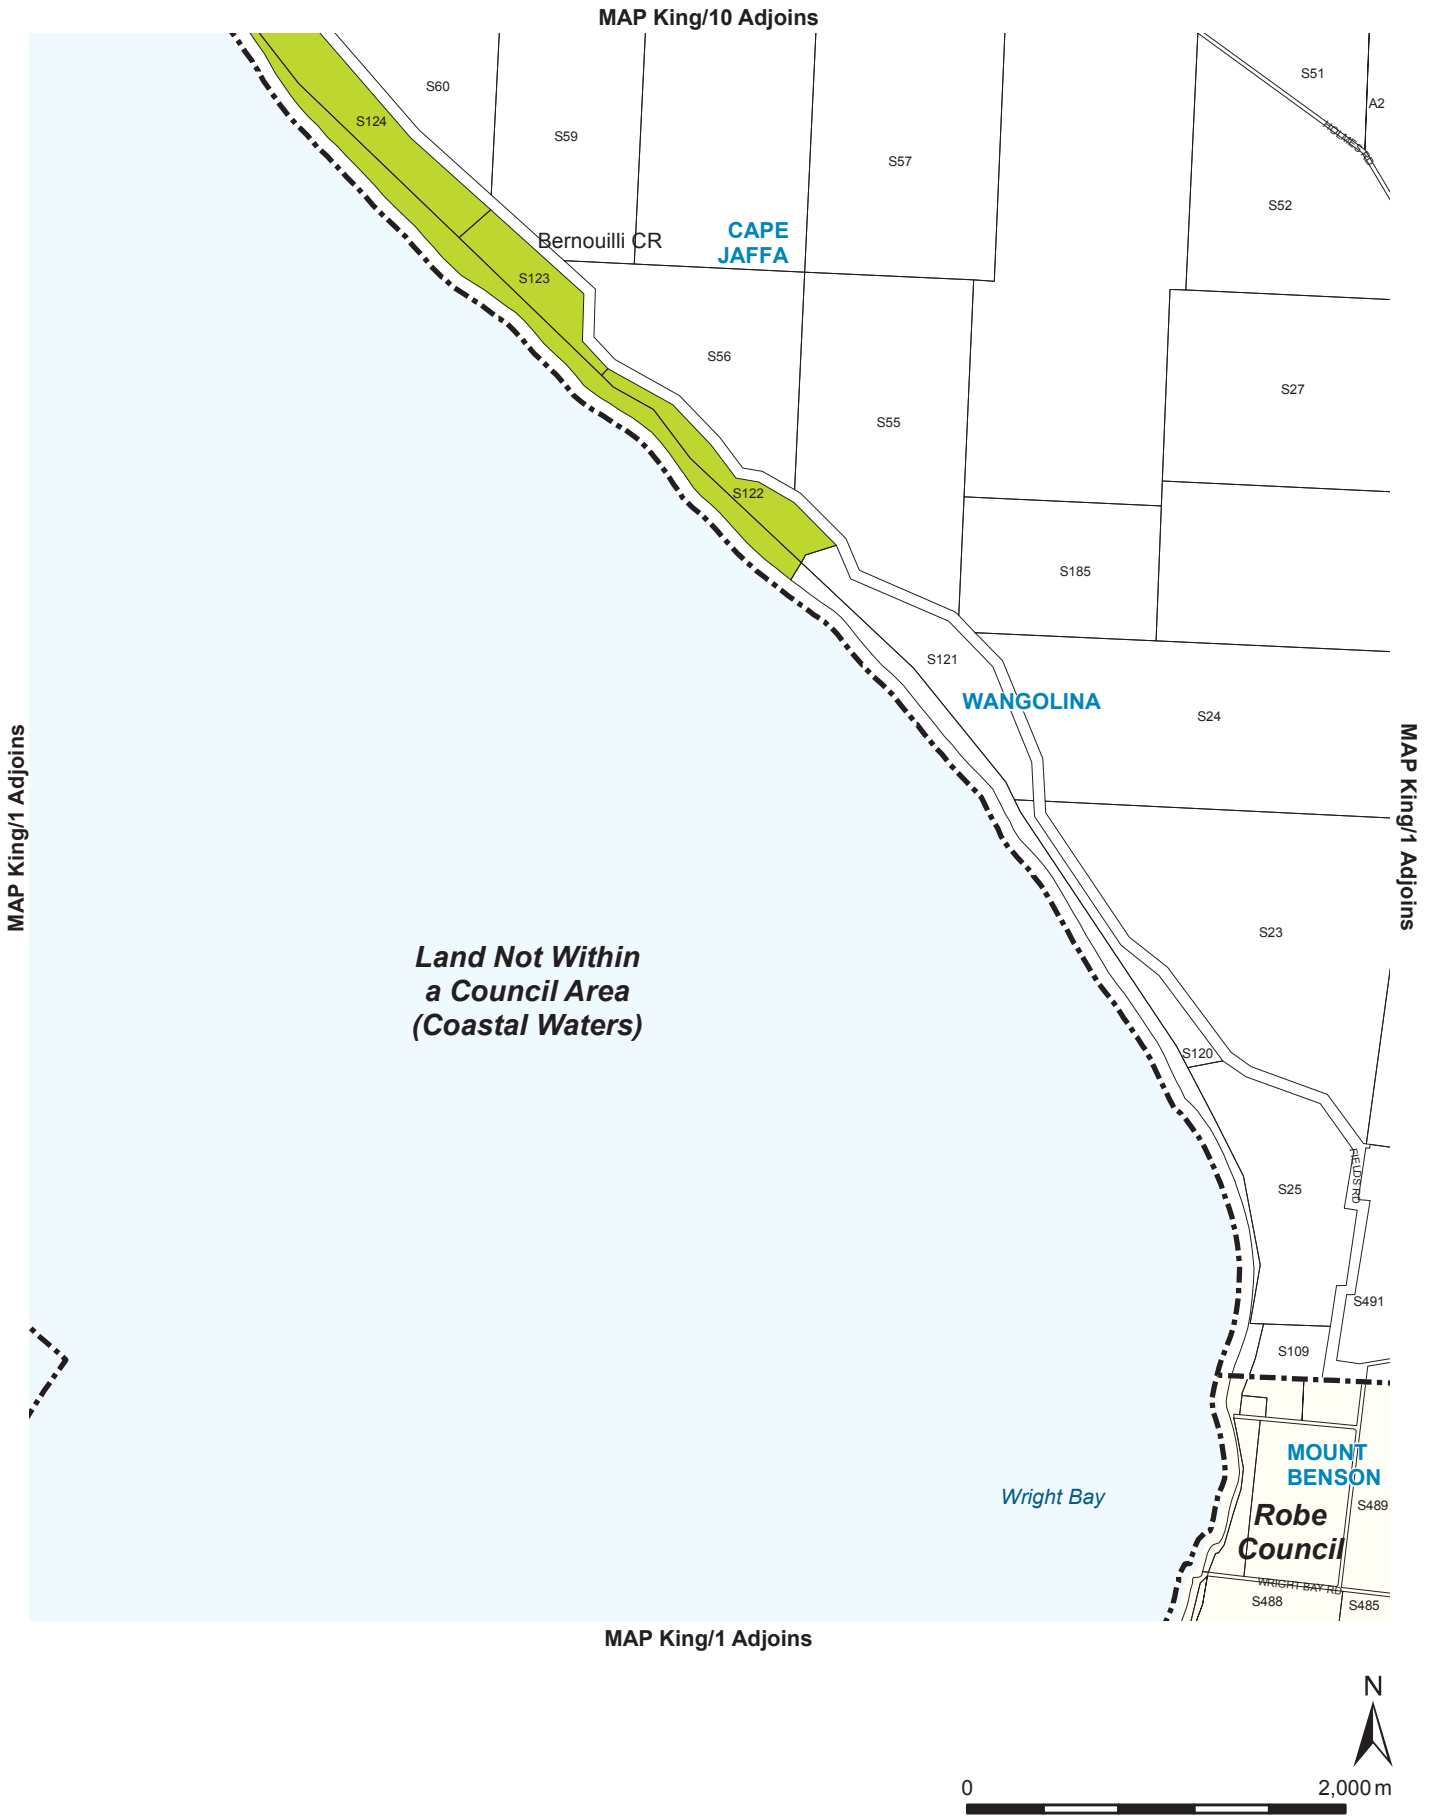 MAP King/10 Adjoins
S51
S60
A2
S124
HOLMES RD
S59
S57
S52
CAPE
JAFFA
Bernouilli CR
S123
S56
S27
S55
S122
S185
S121
WANGOLINA
S24
MAP King/1 Adjoins
MAP King/1 Adjoins
S23
Land Not Within
a Council Area
(Coastal Waters)
S120
FIELDS RD
S25
S491
S109
MOUNT
BENSON
Wright Bay
S489
Robe
Council
WRIGHT BAY RD
S488
S485
MAP King/1 Adjoins
N
0 2,000 m